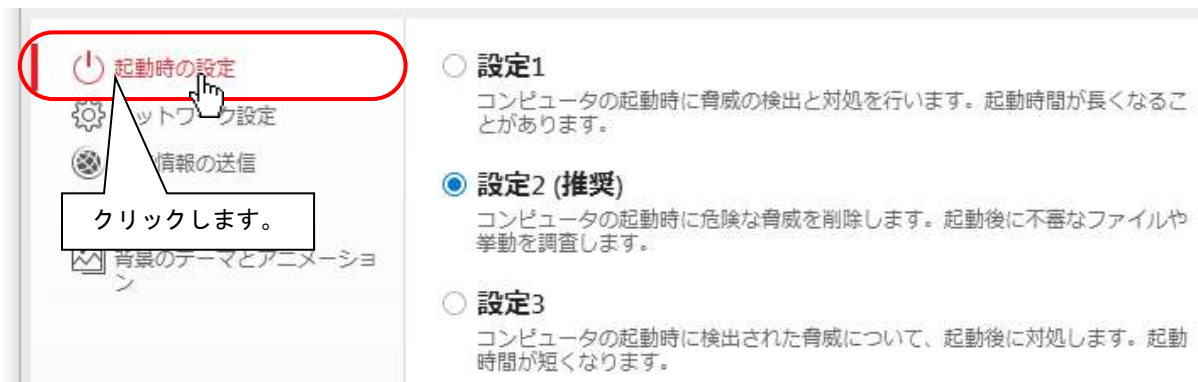 起動時の設定
ットワーク設定
情報の送信
クリックします。
背景のテーマとアニメーショ
ン
設定1
コンピュータの起動時に脅威の検出と対処を行います。起動時間が長くなるこ
とがあります。
設定2 (推奨)
コンピュータの起動時に危険な脅威を削除します。起動後に不審なファイルや
挙動を調査します。
設定3
コンピュータの起動時に検出された脅威について、起動後に対処します。起動
時間が短くなります。